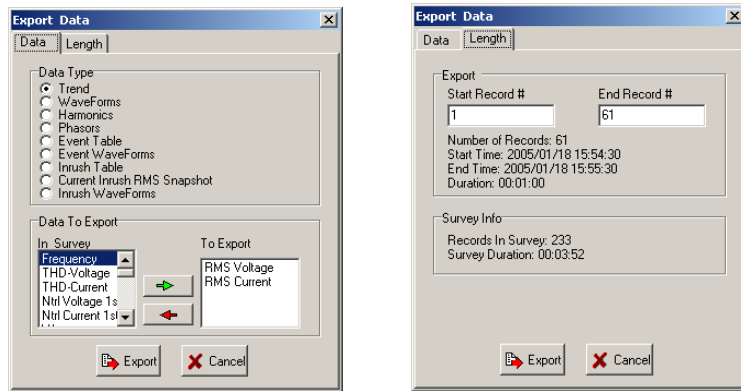 Export Data
Data
Length
Data Type
Trend
WaveForms
Harmonics
Phasors
Event Table
Event WaveForms
Inrush Table
Current Inrush RMS Snapshot
Inrush WaveForms
Data To Export
In Survey
Frequency
THD-Voltage
THD-Current
Ntrl Voltage 1s
Ntrl Current 1st
To Export
RMS Voltage
RMS Current
Export
Cancel
Export Data
Data
Length
Export
Start Record #
End Record #
1
61
Number of Records: 61
Start Time: 2005/01/18 15:54:30
End Time: 2005/01/18 15:55:30
Duration: 00:01:00
Survey Info
Records In Survey: 233
Survey Duration: 00:03:52
Export
Cancel